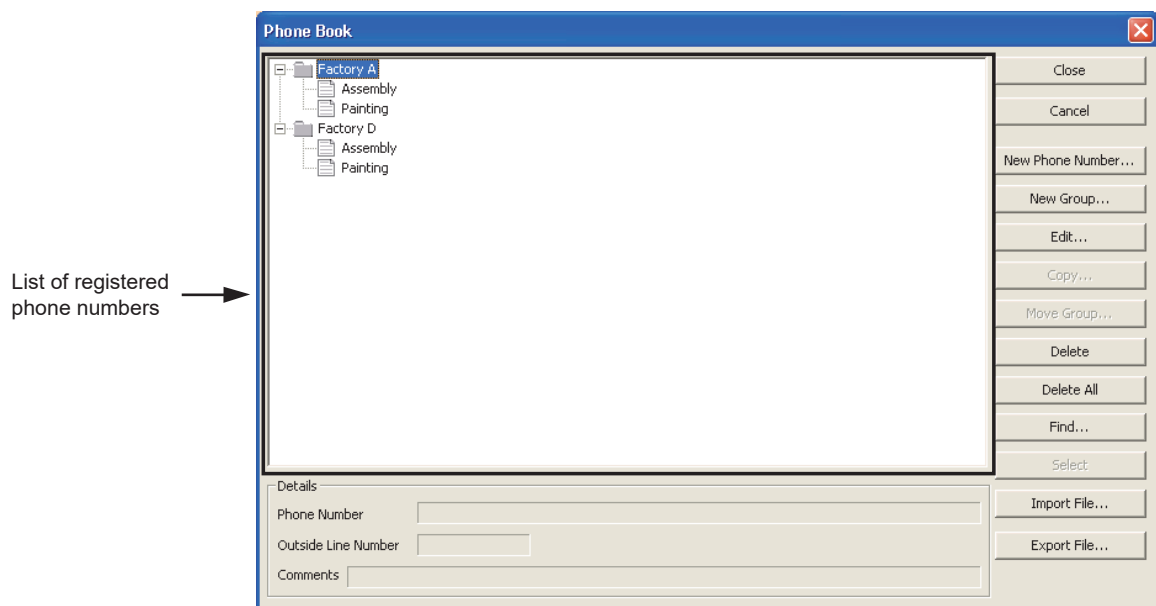 Phone Book
Factory A
Assembly
Painting
Factory D
Assembly
Painting
List of registered
phone numbers
Close
Cancel
New Phone Number...
New Group...
Edit...
Copy...
Move Group...
Delete
Delete All
Find...
Select
Import File...
Export File...
Details
Phone Number
Outside Line Number
Comments